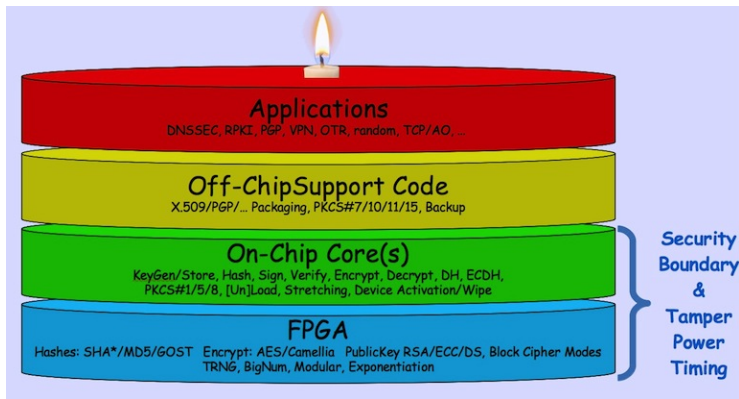 Applications
DNSSEC, RPKI, PGP, VPN, OTR, random, TCP/AO, ...
Off-ChipSupport Code
X.509/PGP/... Packaging, PKCS#7/10/11/15, Backup
On-Chip Core(s)
KeyGen/Store, Hash, Sign, Verify, Encrypt, Decrypt, DH, ECDH,
PKCS#1/5/8, [Un]Load, Stretching, Device Activation/Wipe
FPGA
Hashes: SHA*/MD5/GOST Encrypt: AES/Camellia PublicKey RSA/ECC/DS, Block Cipher Modes
TRNG, BigNum, Modular, Exponentiation
Security
Boundary
&
Tamper
Power
Timing